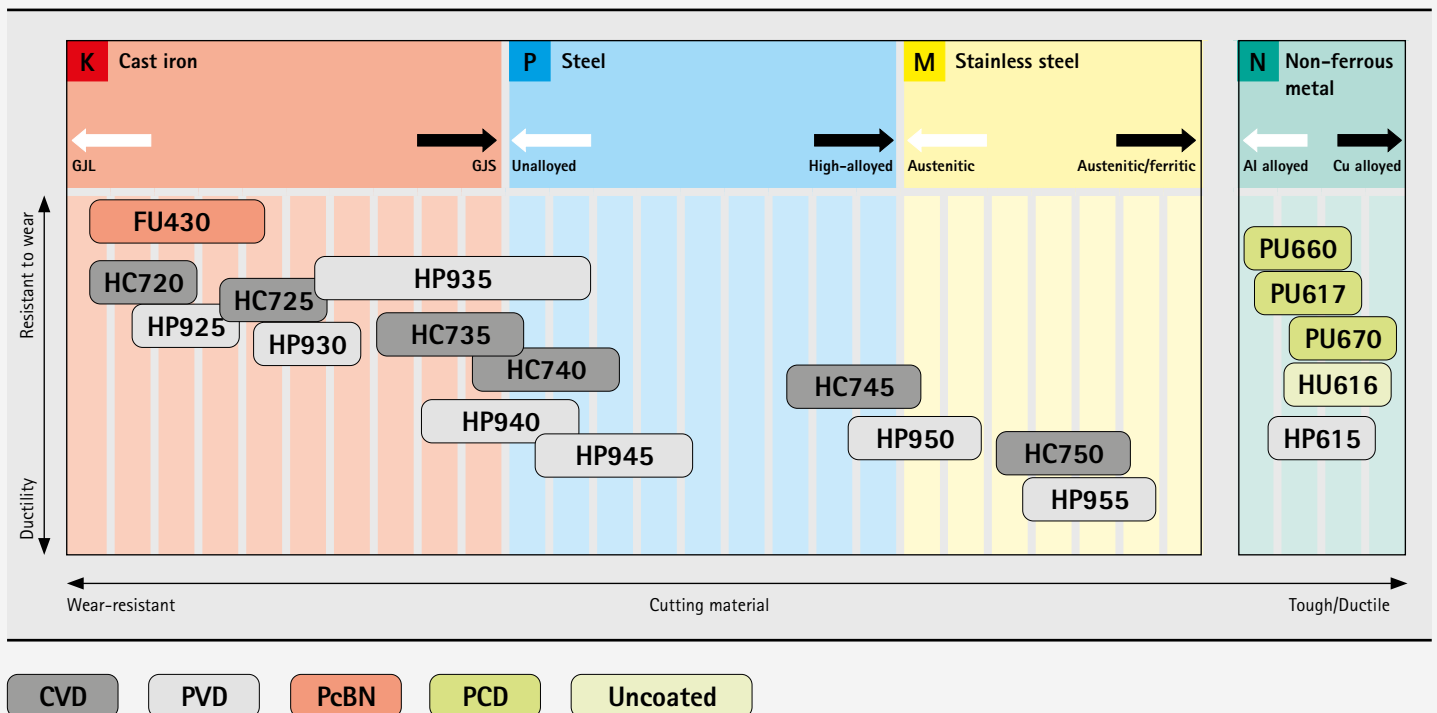 K Cast iron
P Steel
M Stainless steel
N Non-ferrous
metal
GJL
GJS
Unalloyed
High-alloyed
Austenitic
Austenitic/ferritic
Al alloyed
Cu alloyed
Resistant to wear
Ductility
FU430
HC720
HP925
HC725
HP930
HP935
HC735
HC740
HP940
HP945
HC745
HP950
HC750
HP955
PU660
PU617
PU670
HU616
HP615
Wear-resistant
Cutting material
Tough/Ductile
CVD
PVD
PcBN
PCD
Uncoated